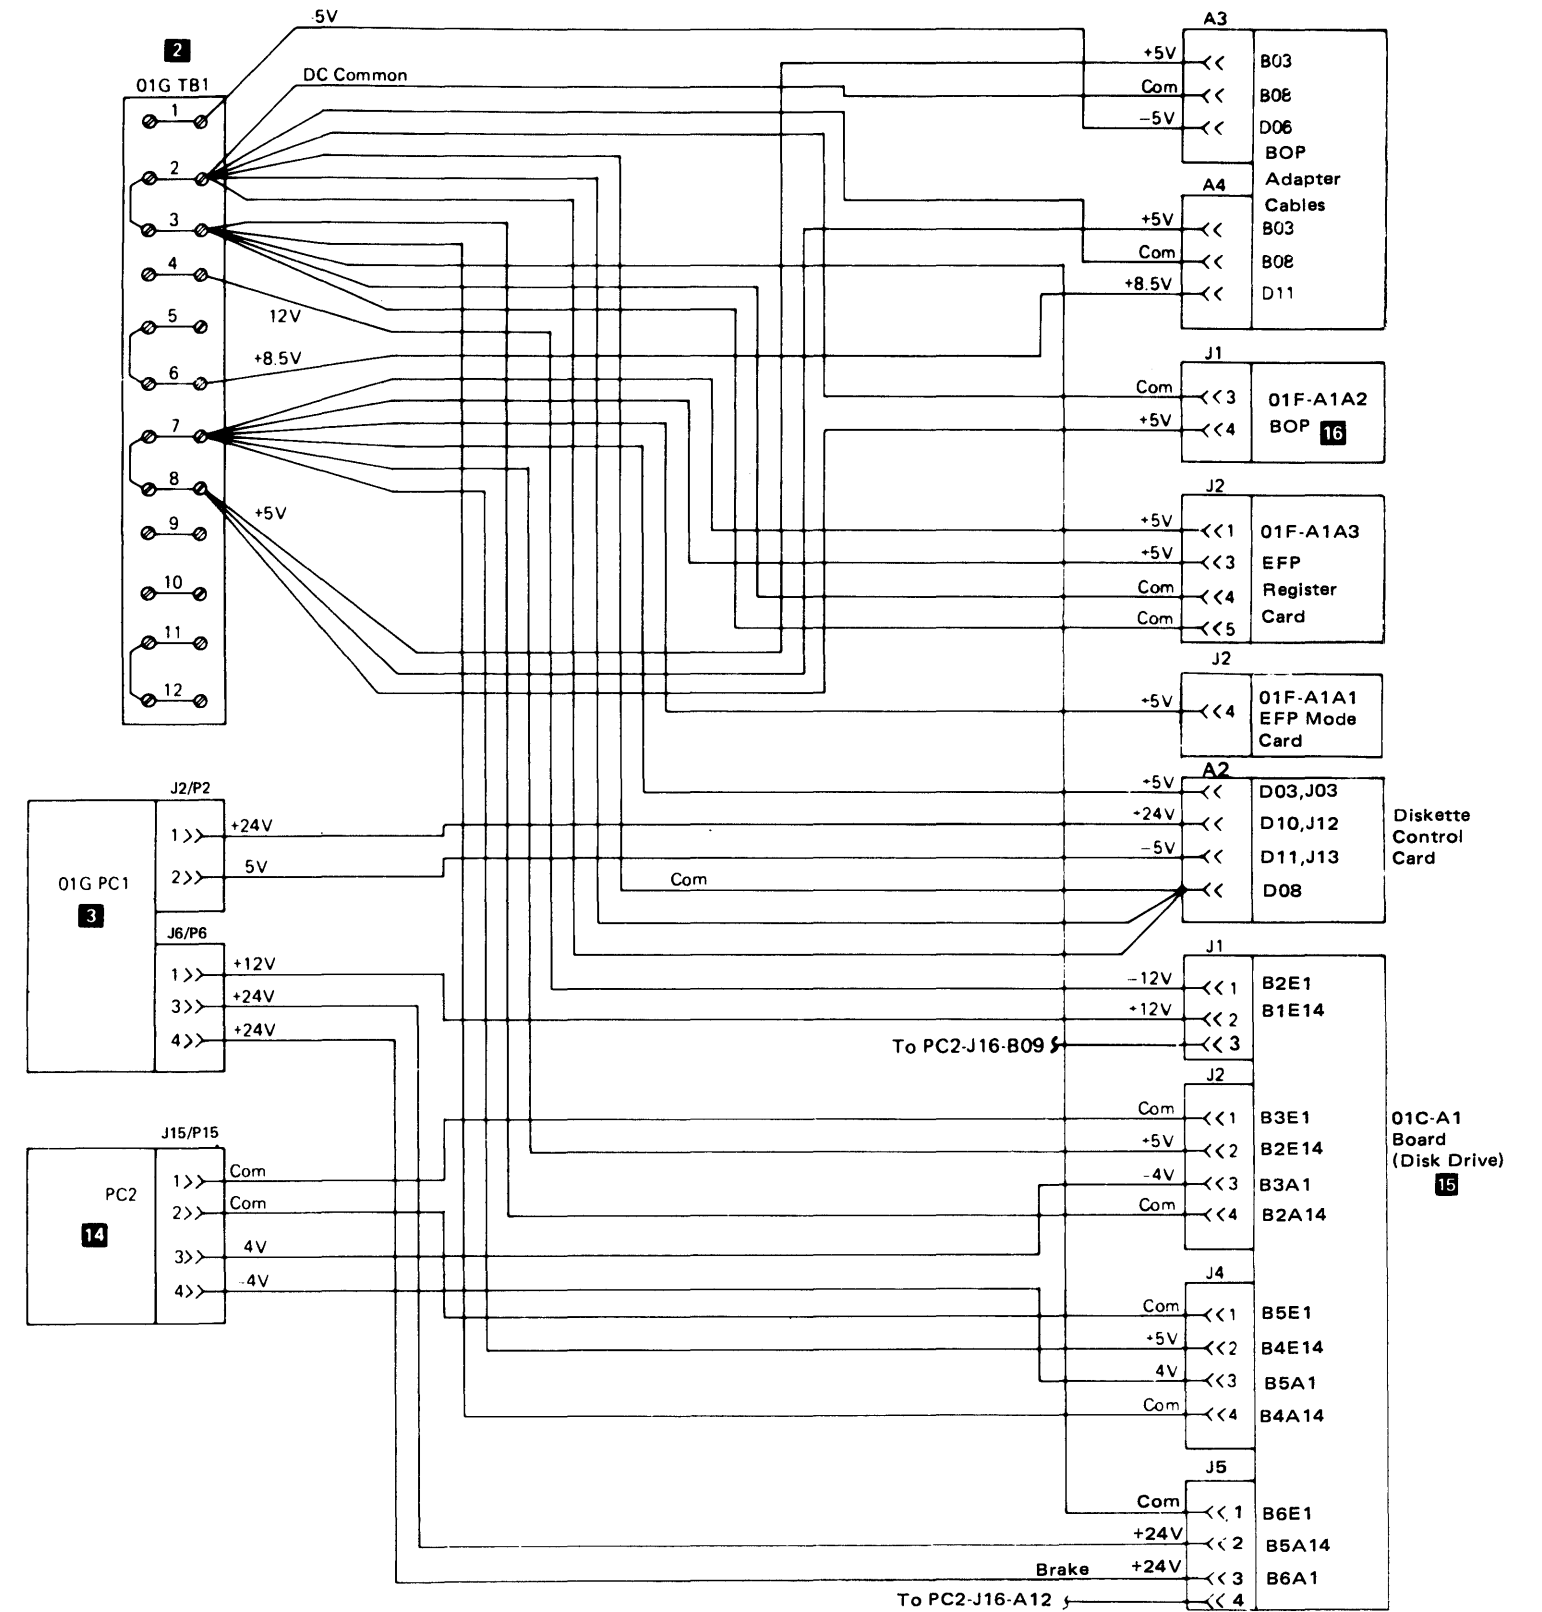 -5V
2
01G TB1
DC Common
1
2
3
4
12V
5
+8.5V
6
7
8
+5V
9
10
11
12
A3
+5V
<< B03
Com
<< B08
-5V
<< D06
BOP
Adapter
Cables
A4
+5V
<< B03
Com
<< B08
+8.5V
<< D11
J1
Com
<<3
01F-A1A2
BOP 16
+5V
<<4
J2
+5V
<<1 01F-A1A3
+5V
<<3 EFP
Com
<<4 Register
Card
Com
<<5
J2
+5V
<<4
01F-A1A1
EFP Mode
Card
J2/P2
1>> +24V
2>> 5V
01G PC1
3
J6/P6
1>> +12V
3>> +24V
4>> +24V
A2
+5V
<< D03,J03
+24V
<< D10,J12
-5V
<< D11,J13
Com
<< D08
Diskette
Control
Card
J1
-12V
<<1 B2E1
+12V
<<2 B1E14
To PC2-J16-B09
<<3
J2
Com
<<1 B3E1
+5V
<<2 B2E14
-4V
<<3 B3A1
Com
<<4 B2A14
01C-A1
Board
(Disk Drive)
15
J15/P15
PC2
14
1>> Com
2>> Com
3>> 4V
4>> -4V
J4
Com
<<1 B5E1
+5V
<<2 B4E14
4V
<<3 B5A1
Com
<<4 B4A14
J5
Com
<<1 B6E1
+24V
<<2 B5A14
Brake +24V
<<3 B6A1
To PC2-J16-A12
<<4